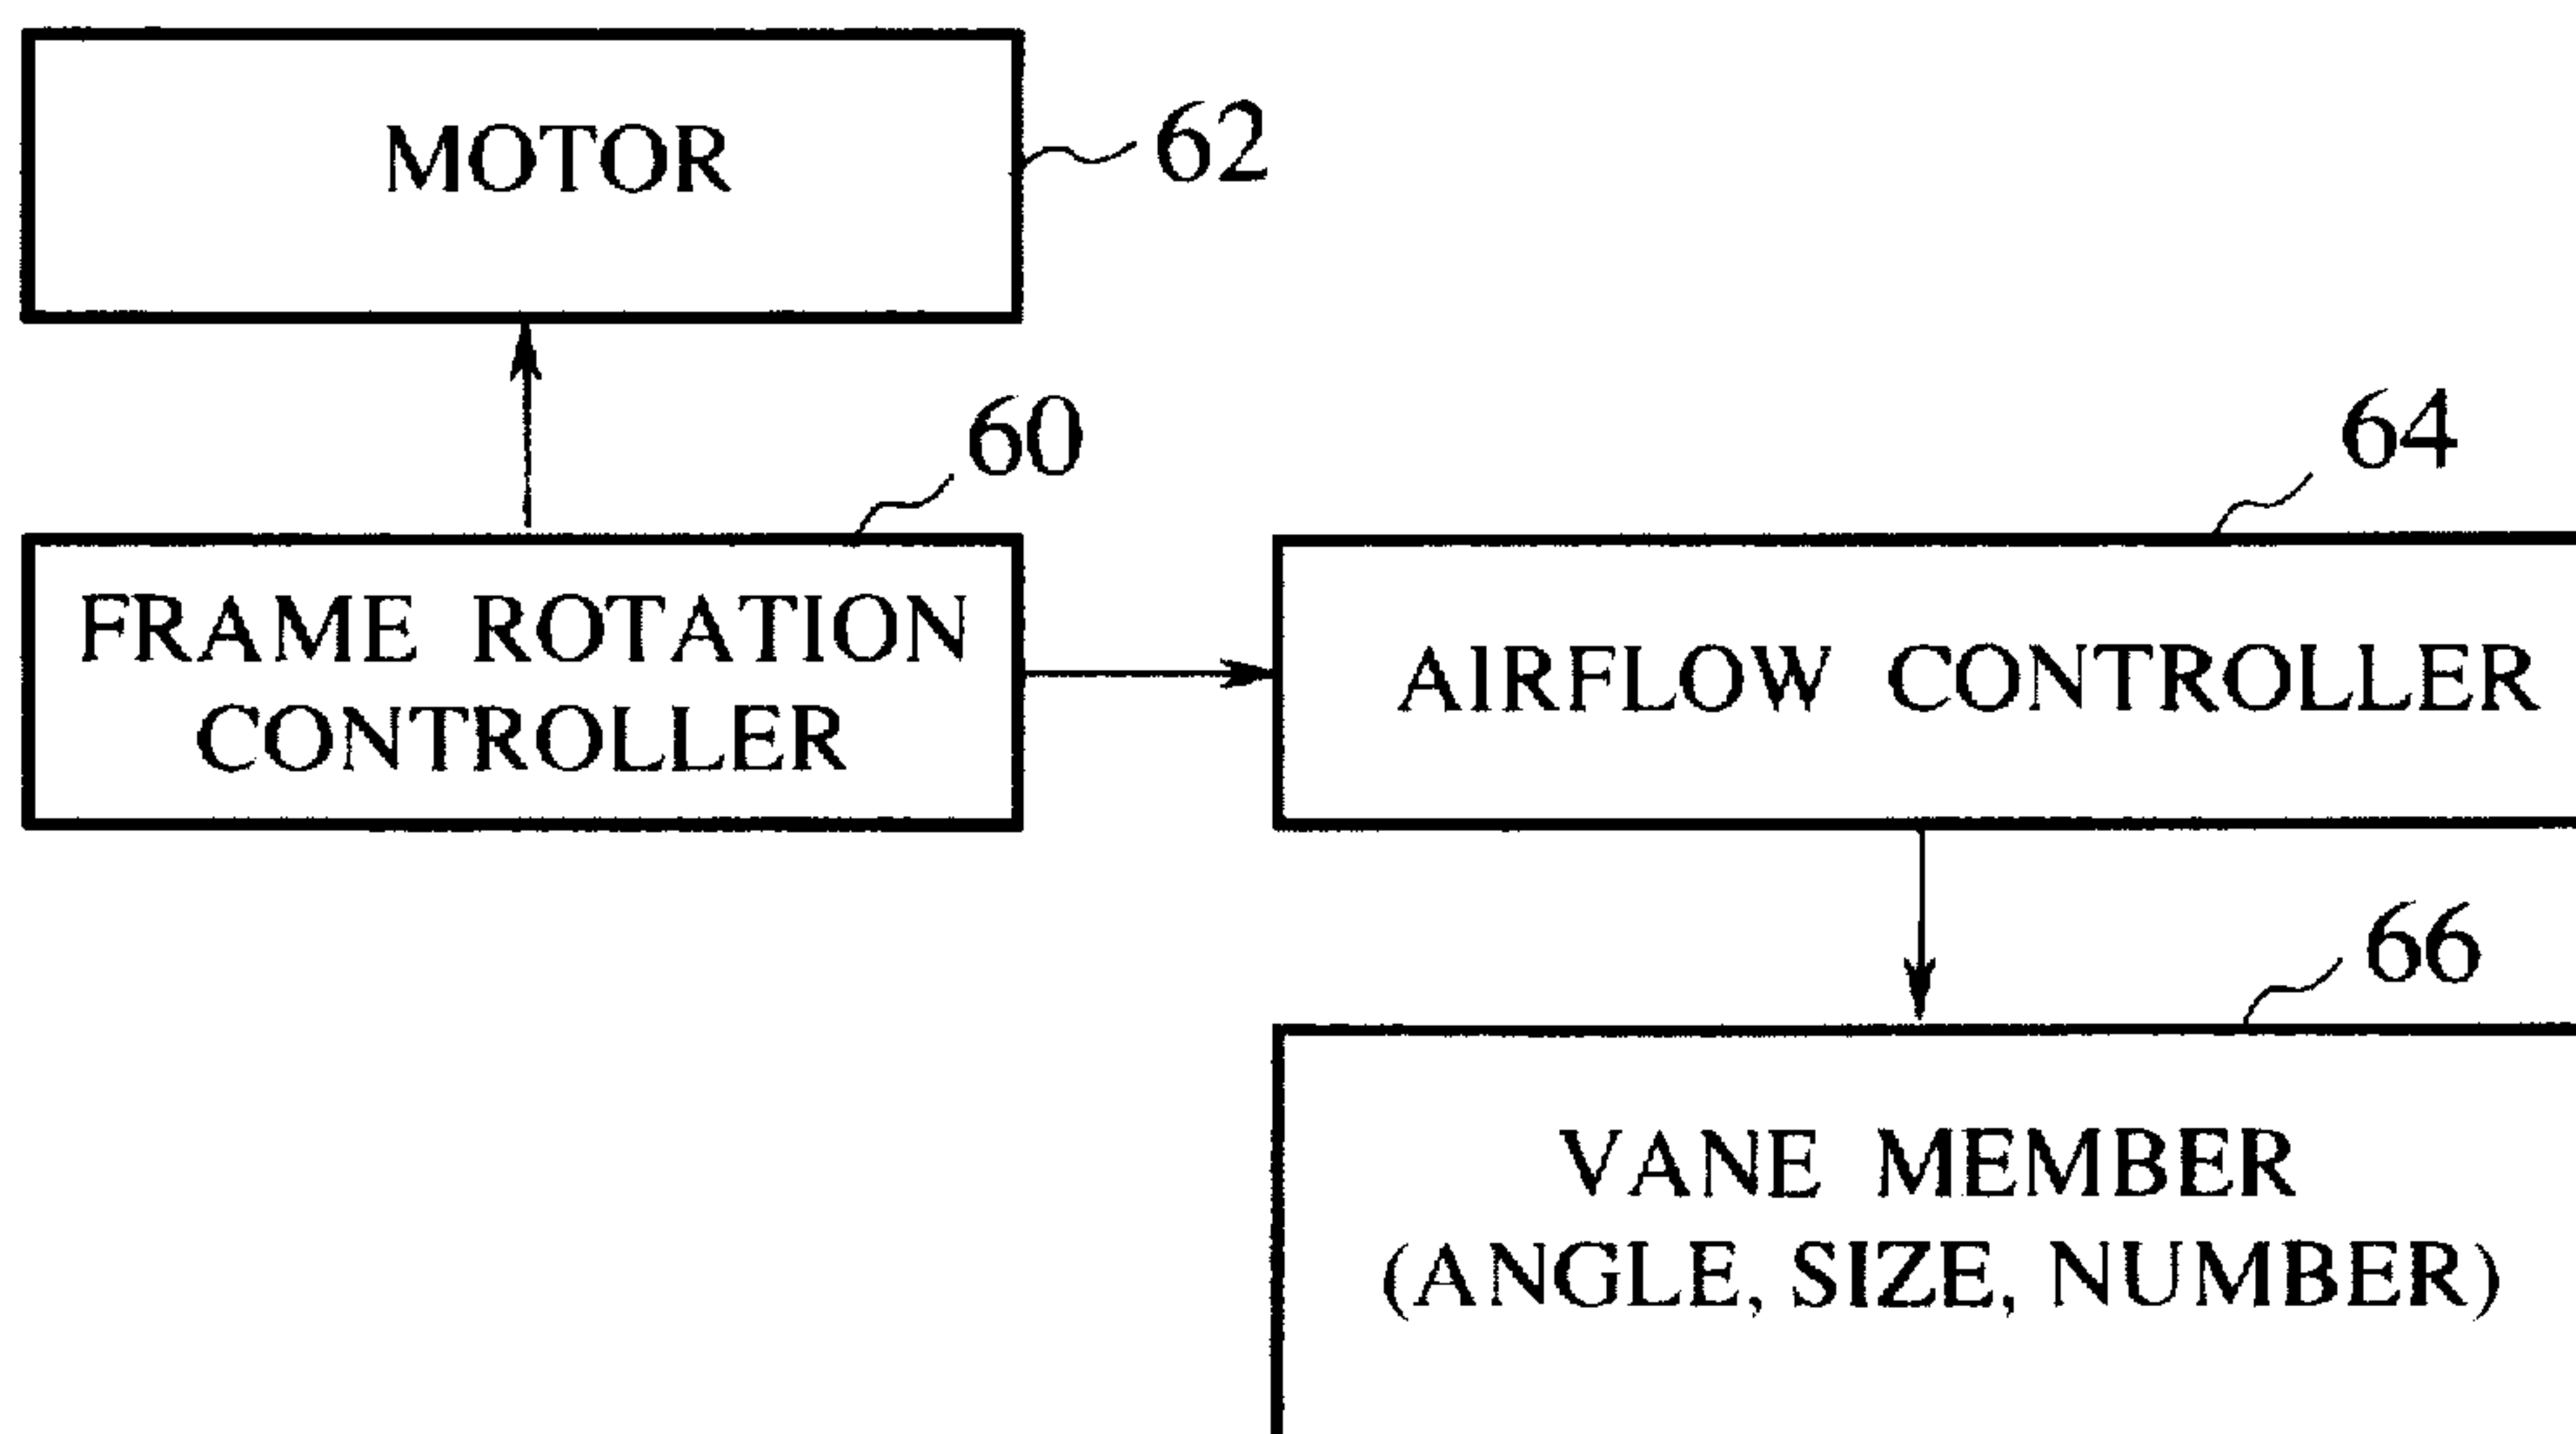 MOTOR
62
60
FRAME ROTATION
CONTROLLER
64
AIRFLOW CONTROLLER
66
VANE MEMBER
(ANGLE, SIZE, NUMBER)